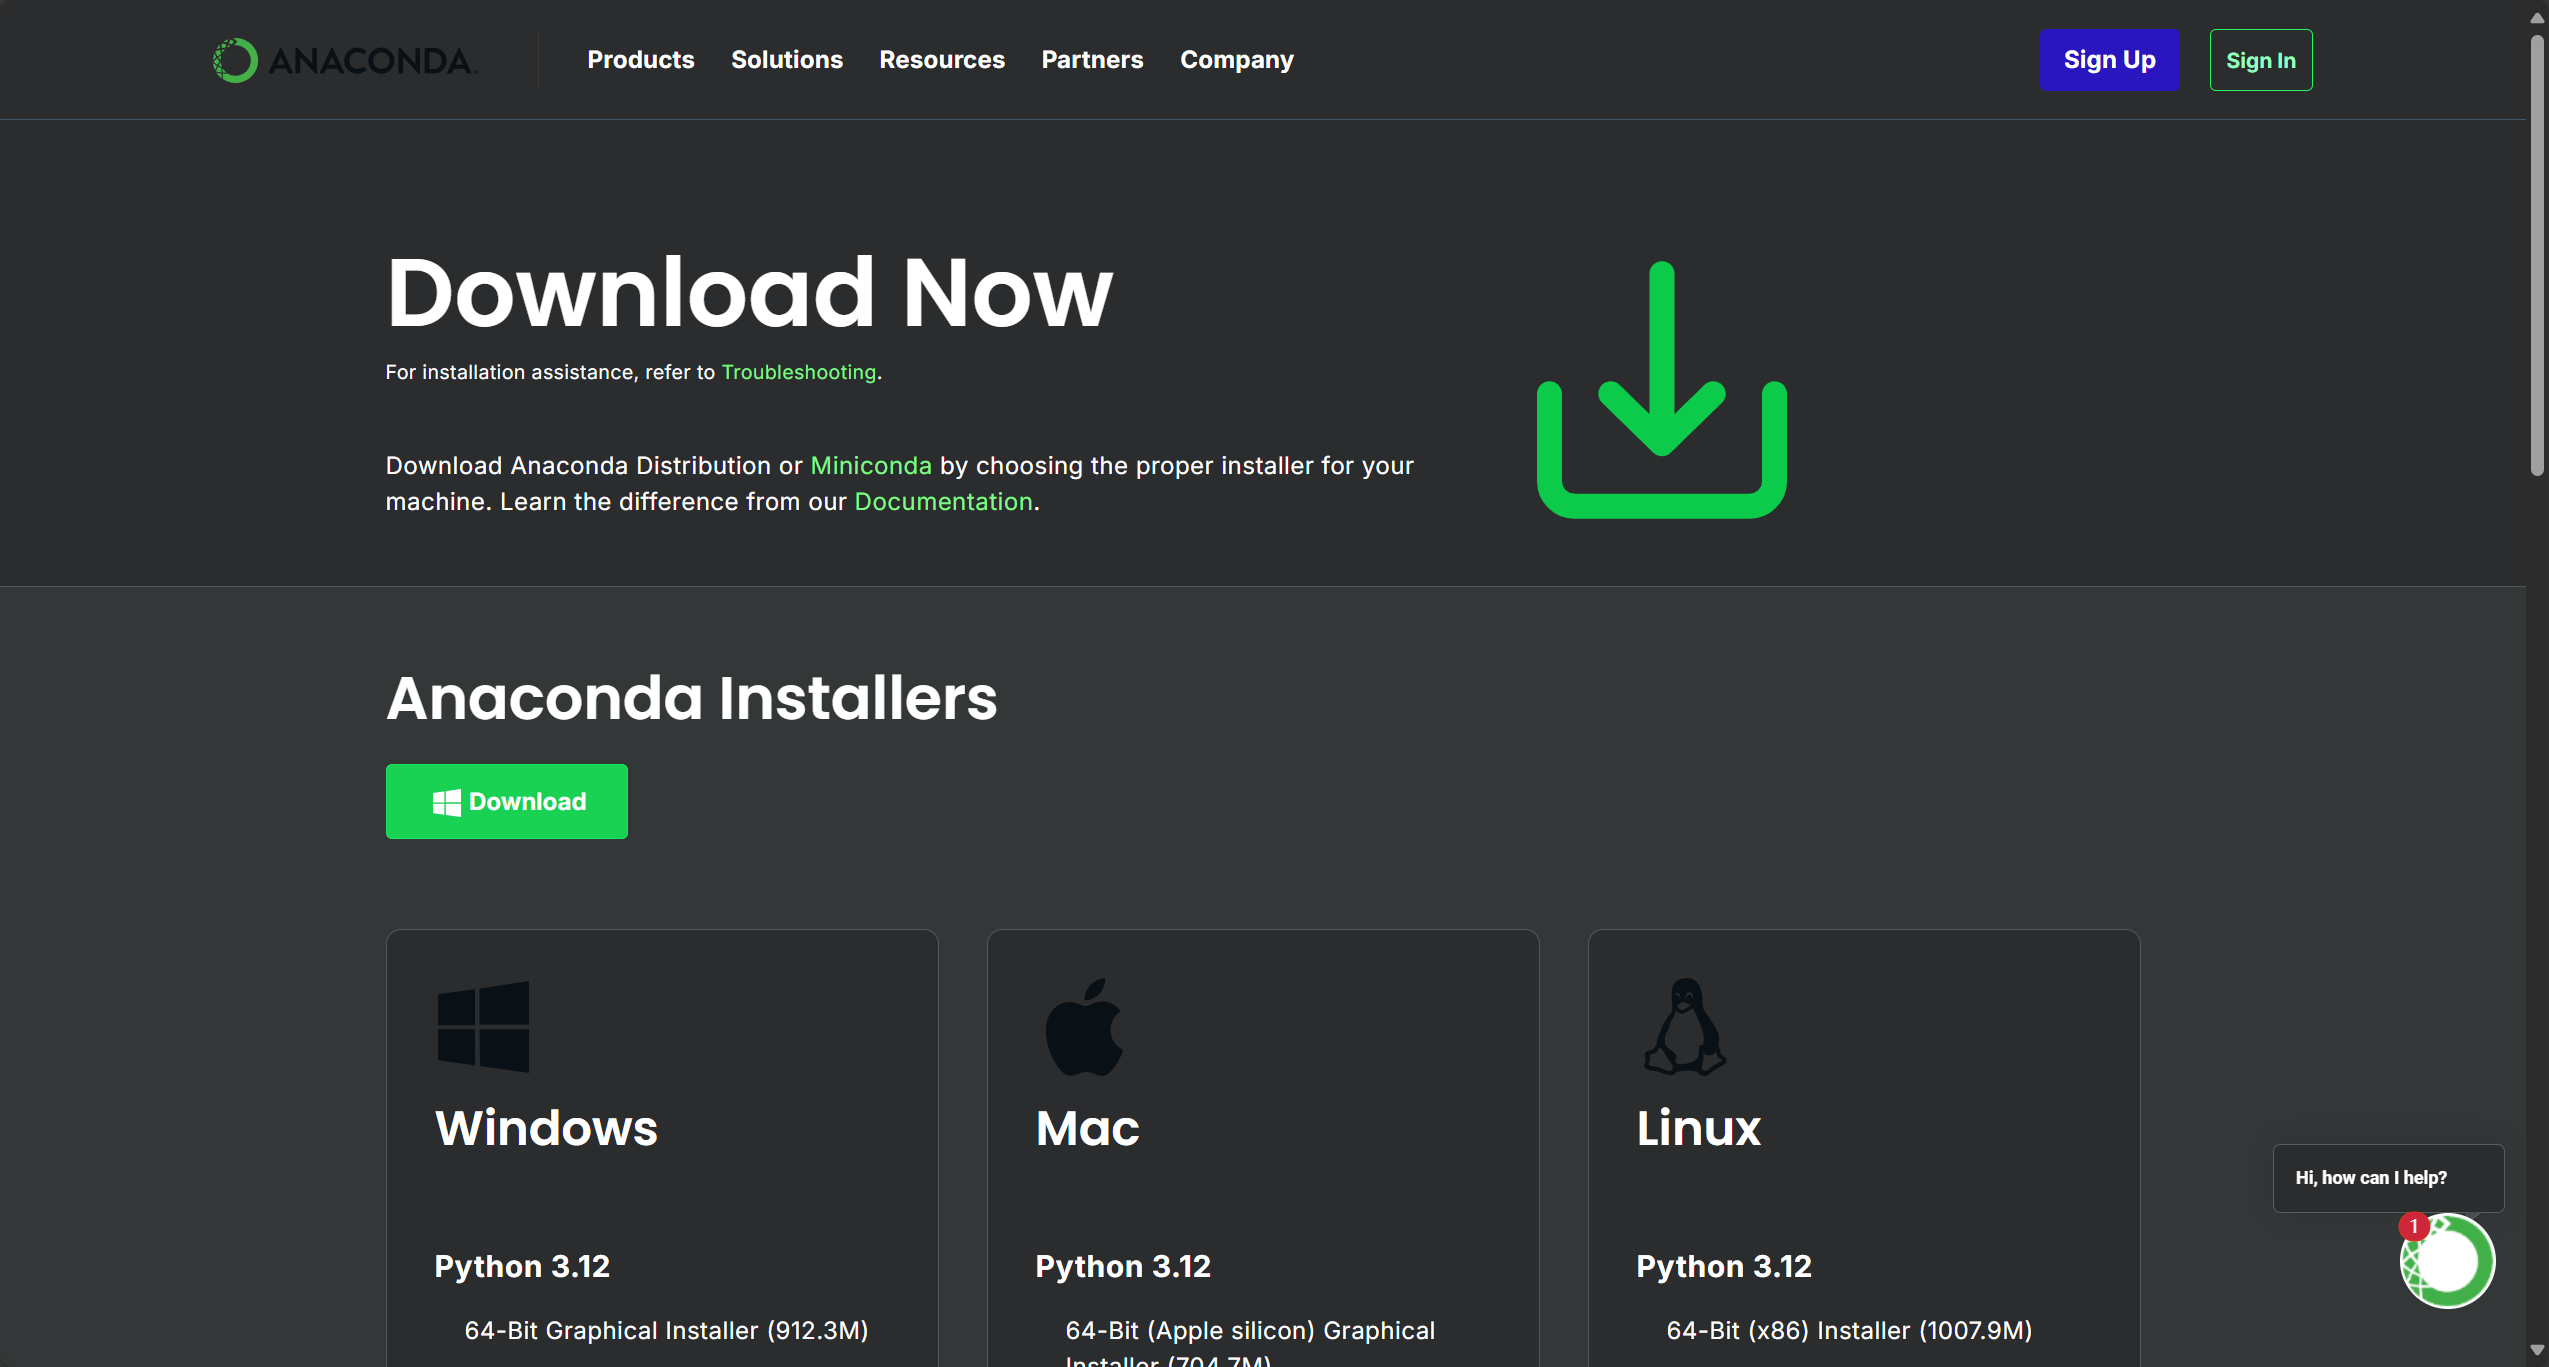 ANACONDA.
Products Solutions Resources Partners Company
Sign Up
Sign In
Download Now
For installation assistance, refer to Troubleshooting.
Download Anaconda Distribution or Miniconda by choosing the proper installer for your
machine. Learn the difference from our Documentation.
Anaconda Installers
Download
Windows
Python 3.12
64-Bit Graphical Installer (912.3M)
Mac
Python 3.12
64-Bit (Apple silicon) Graphical
Installer (704.7M)
Linux
Python 3.12
64-Bit (x86) Installer (1007.9M)
Hi, how can I help?
1